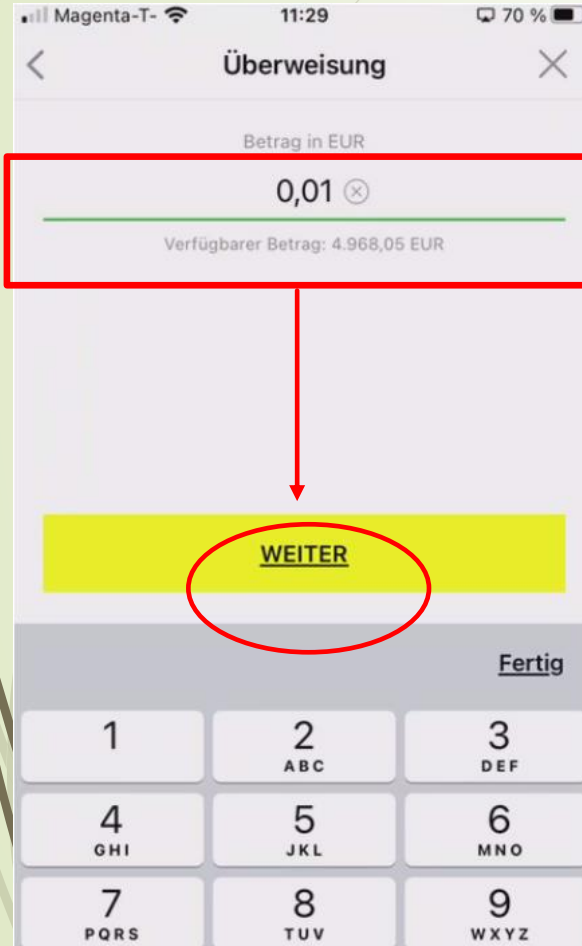 Magenta-T- 11:29 70 %
Überweisung
Betrag in EUR
0,01
Verfügbarer Betrag: 4.968,05 EUR
WEITER
Fertig
1 2 3
ABC DEF
4 5 6
GHI JKL MNO
7 8 9
PQRS TUV WXYZ